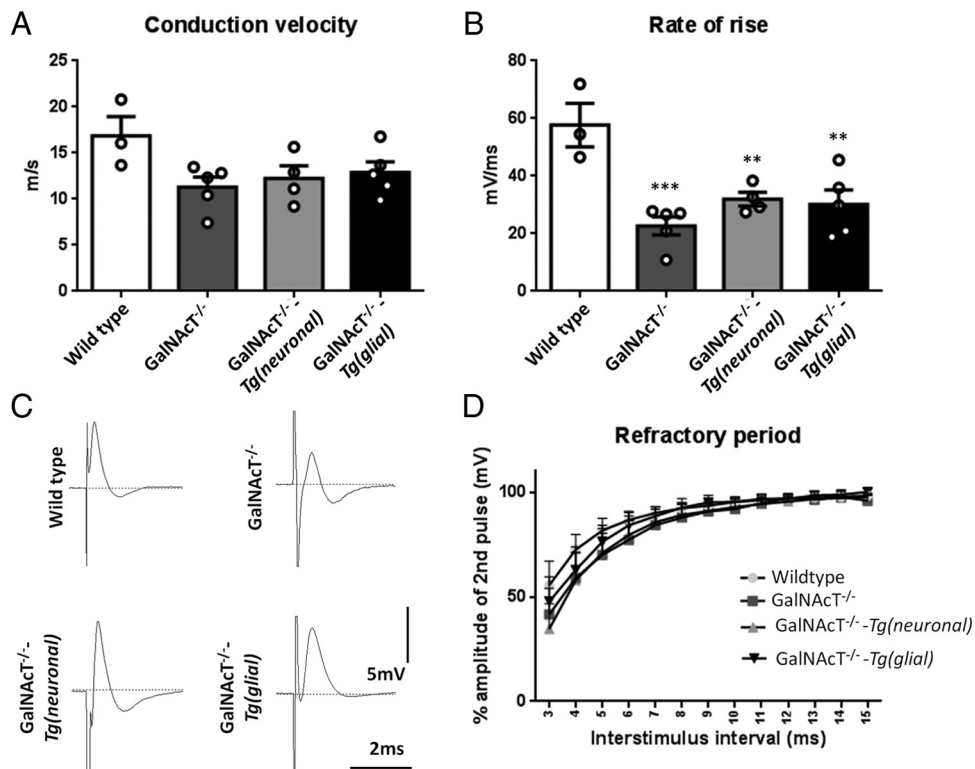 A
Conduction velocity
m/s
25
20
15
10
5
0
Wild type
GalNAcT-/-
GalNAcT-/--
Tg(neuronal)
GalNAcT-/--
Tg(glial)
B
Rate of rise
mV/ms
80
60
40
20
0
***
**
**
Wild type
GalNAcT-/-
GalNAcT-/--
Tg(neuronal)
GalNAcT-/--
Tg(glial)
C
Wild type
GalNAcT-/-
GalNAcT-/--
Tg(neuronal)
GalNAcT-/--
Tg(glial)
5mV
2ms
D
Refractory period
% amplitude of 2nd pulse (mV)
100
50
0
Wildtype
GalNAcT-/-
GalNAcT-/--Tg(neuronal)
GalNAcT-/--Tg(glial)
3 4 5 6 7 8 9 10 11 12 13 14 15
Interstimulus interval (ms)